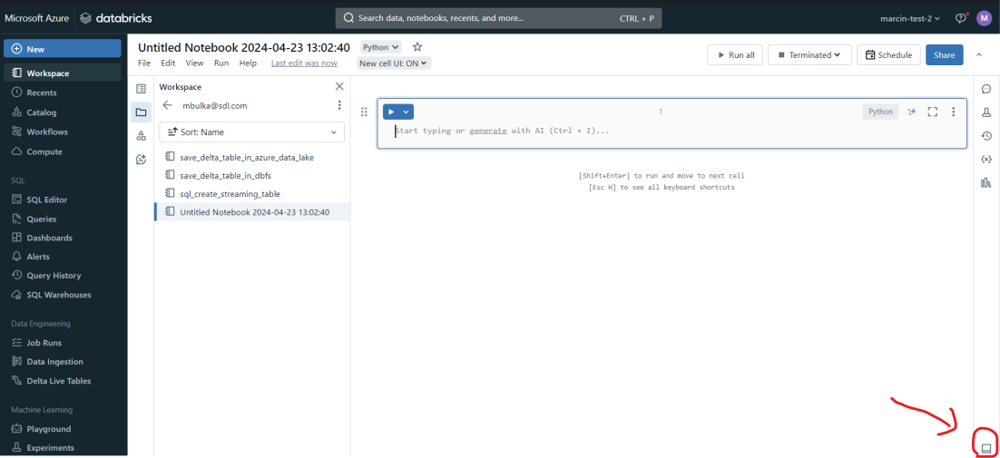 Microsoft Azure databricks
Search data, notebooks, recents, and more... CTRL + P
marcin-test-2
M
New
Workspace
Recents
Catalog
Workflows
Compute
SQL
SQL Editor
Queries
Dashboards
Alerts
Query History
SQL Warehouses
Data Engineering
Job Runs
Data Ingestion
Delta Live Tables
Machine Learning
Playground
Experiments
Untitled Notebook 2024-04-23 13:02:40 Python
File Edit View Run Help Last edit was now New cell UI: ON
Run all Terminated Schedule Share
Workspace
mbulka@sdl.com
Sort: Name
save_delta_table_in_azure_data_lake
save_delta_table_in_dbfs
sql_create_streaming_table
Untitled Notebook 2024-04-23 13:02:40
1 Python
Start typing or generate with AI (Ctrl + I)...
[Shift+Enter] to run and move to next cell
[Esc H] to see all keyboard shortcuts
{x}